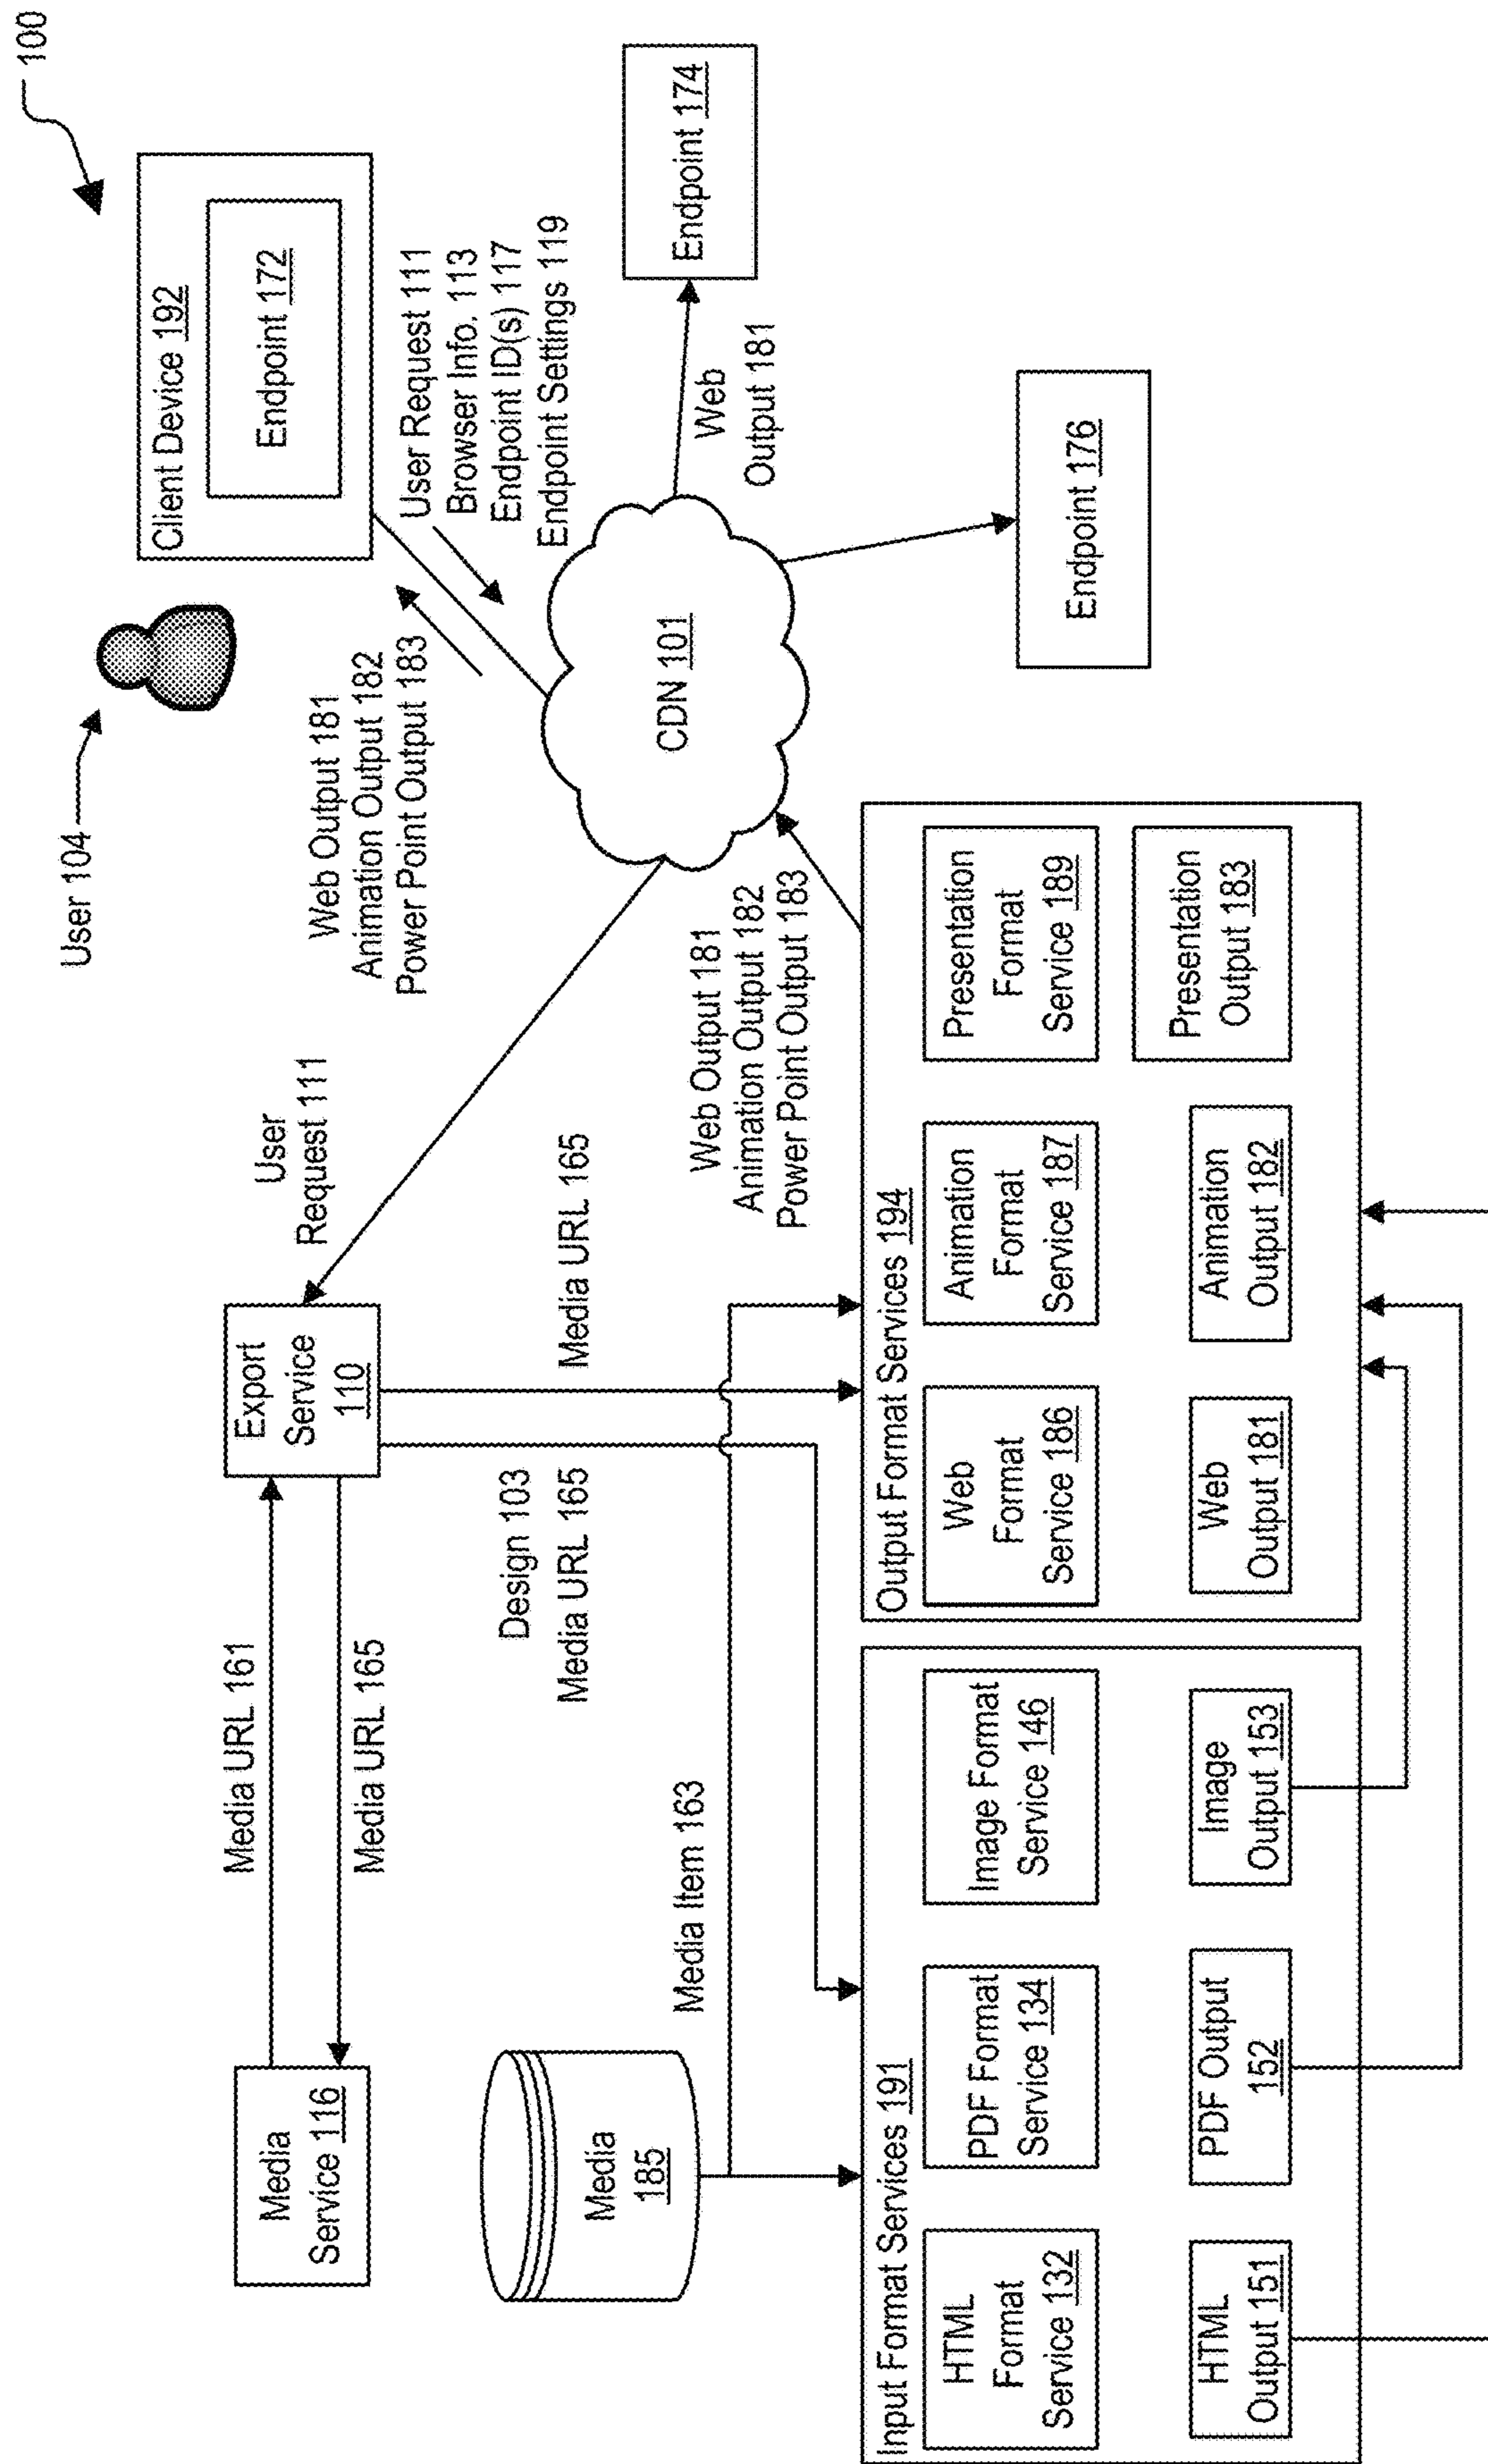 100
User 104
Client Device 192
Endpoint 172
Web Output 181
Animation Output 182
Power Point Output 183
User Request 111
Browser Info. 113
Endpoint ID(s) 117
Endpoint Settings 119
Media
Service 116
Media URL 161
Media URL 165
Export
Service
110
User
Request 111
CDN 101
Web
Output 181
Endpoint 174
Endpoint 176
Media
185
Media Item 163
Design 103
Media URL 165
Media URL 165
Web Output 181
Animation Output 182
Power Point Output 183
Input Format Services 191
HTML
Format
Service 132
PDF Format
Service 134
Image Format
Service 146
HTML
Output 151
PDF Output
152
Image
Output 153
Output Format Services 194
Web
Format
Service 186
Animation
Format
Service 187
Presentation
Format
Service 189
Web
Output 181
Animation
Output 182
Presentation
Output 183